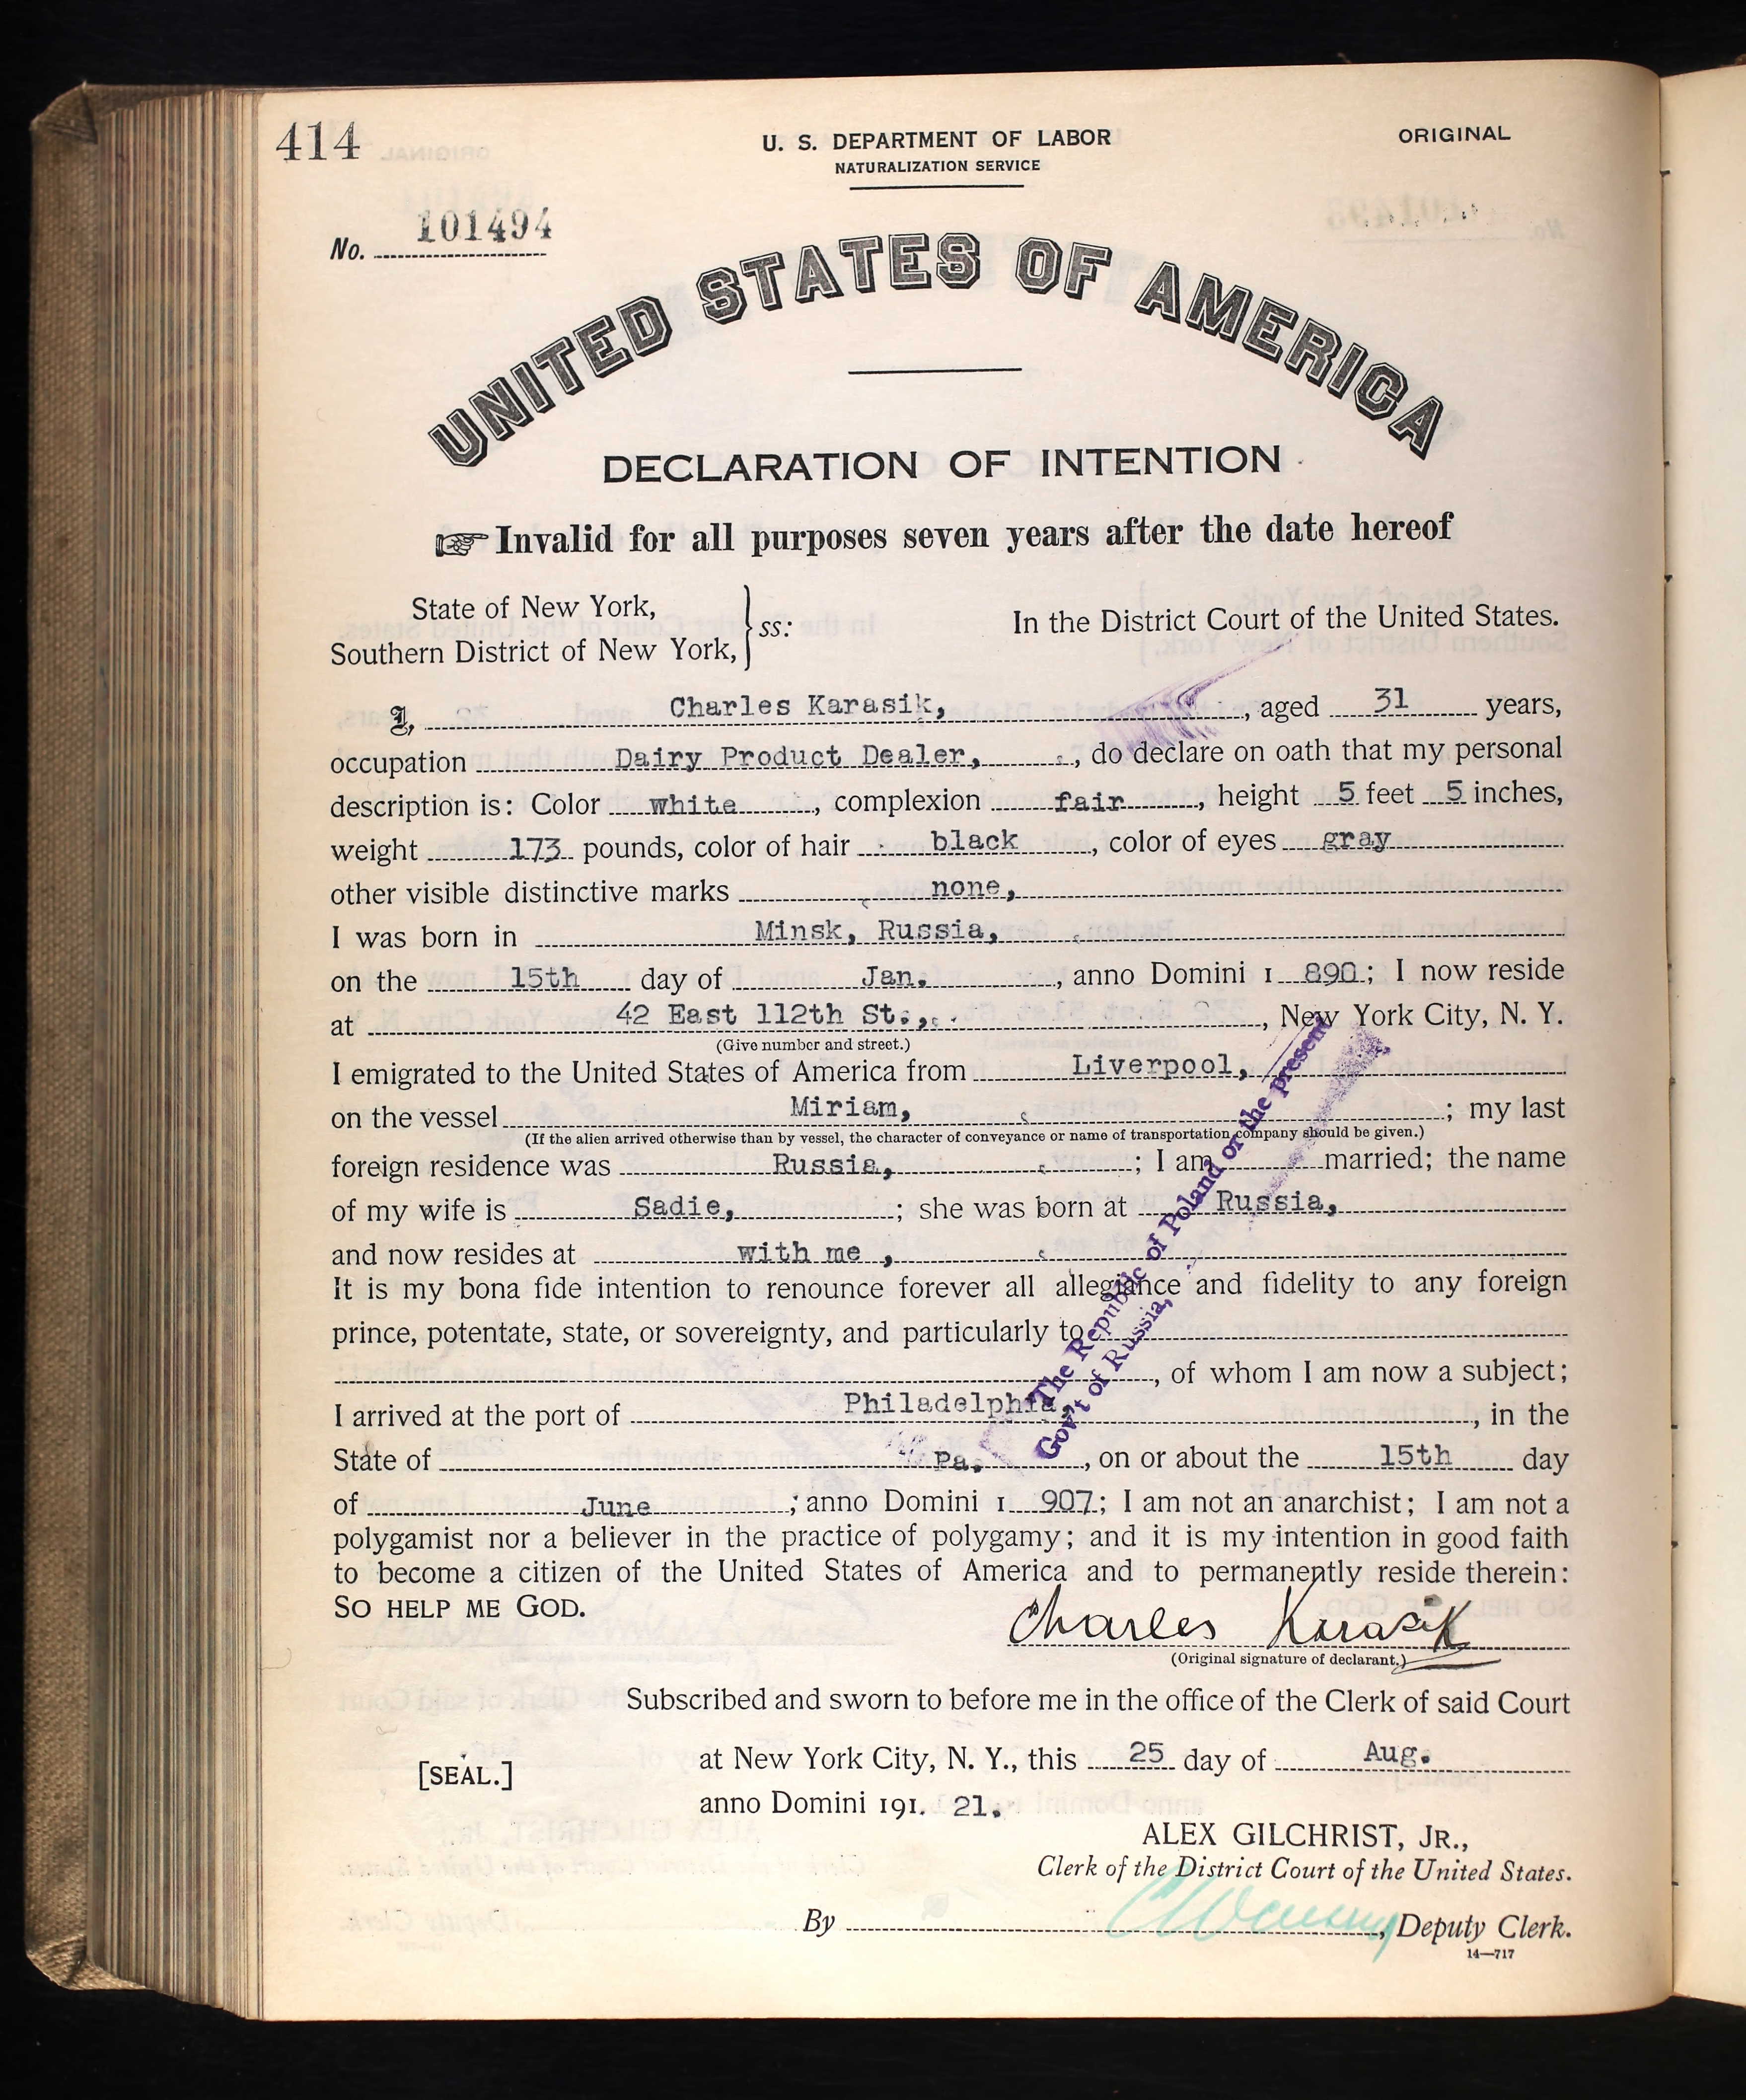 414
U. S. DEPARTMENT OF LABOR
NATURALIZATION SERVICE
ORIGINAL
No. 101494
UNITED STATES OF AMERICA
DECLARATION OF INTENTION
☞ Invalid for all purposes seven years after the date hereof
State of New York,
Southern District of New York, } ss:
In the District Court of the United States.
I, Charles Karasik, , aged 31 years,
occupation Dairy Product Dealer, , do declare on oath that my personal
description is: Color white , complexion fair , height 5 feet 5 inches,
weight 173 pounds, color of hair black , color of eyes gray
other visible distinctive marks none,
I was born in Minsk, Russia,
on the 15th day of Jan. , anno Domini 1 890 ; I now reside
at 42 East 112th St., , New York City, N. Y.
(Give number and street.)
I emigrated to the United States of America from Liverpool,
on the vessel Miriam, ; my last
(If the alien arrived otherwise than by vessel, the character of conveyance or name of transportation company should be given.)
foreign residence was Russia, ; I am married; the name
of my wife is Sadie, ; she was born at Russia,
and now resides at with me ,
It is my bona fide intention to renounce forever all allegiance and fidelity to any foreign
prince, potentate, state, or sovereignty, and particularly to
The Republic of Poland or the present
Gov't of Russia,
, of whom I am now a subject;
I arrived at the port of Philadelphia, , in the
State of Pa. , on or about the 15th day
of June , anno Domini 1 907 ; I am not an anarchist; I am not a
polygamist nor a believer in the practice of polygamy; and it is my intention in good faith
to become a citizen of the United States of America and to permanently reside therein:
SO HELP ME GOD.
Charles Karasik
(Original signature of declarant.)
Subscribed and sworn to before me in the office of the Clerk of said Court
[SEAL.]
at New York City, N. Y., this 25 day of Aug.
anno Domini 191. 21.
ALEX GILCHRIST, JR.,
Clerk of the District Court of the United States.
By , Deputy Clerk.
14—717